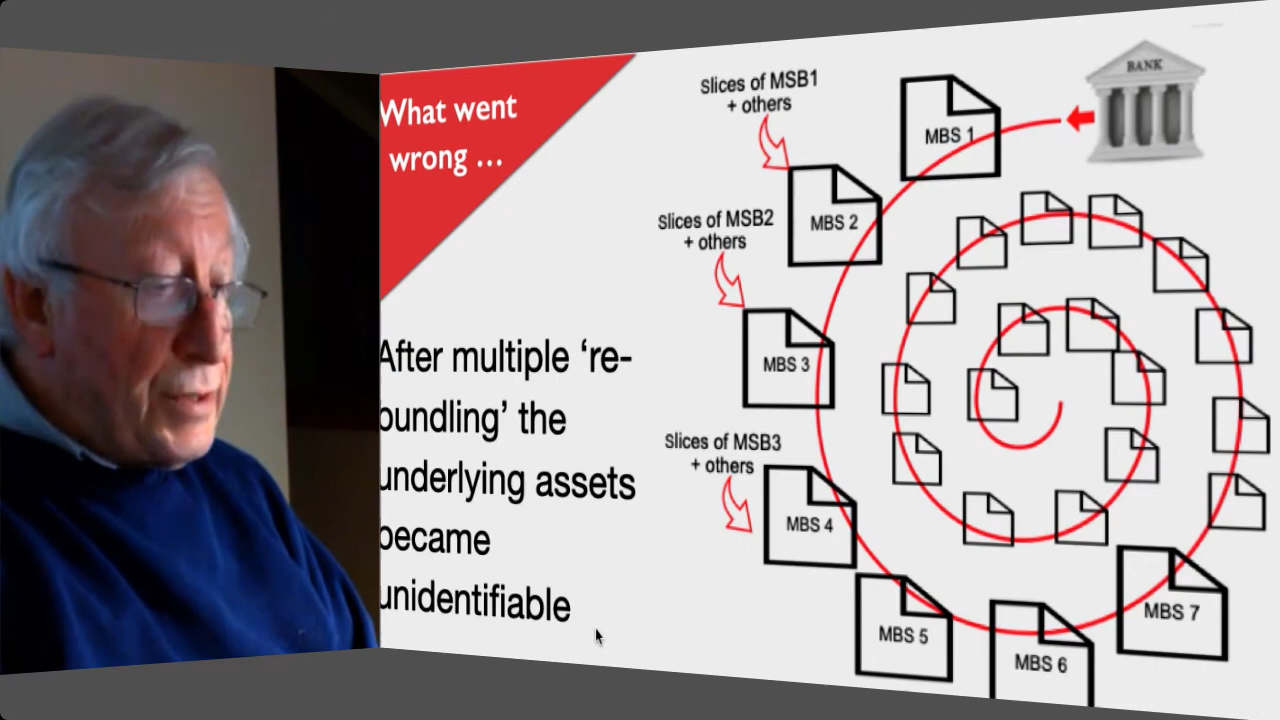 What went
wrong …
After multiple ‘re-
bundling’ the
underlying assets
became
unidentifiable
Slices of MSB1
+ others
Slices of MSB2
+ others
Slices of MSB3
+ others
BANK
MBS 1
MBS 2
MBS 3
MBS 4
MBS 5
MBS 6
MBS 7